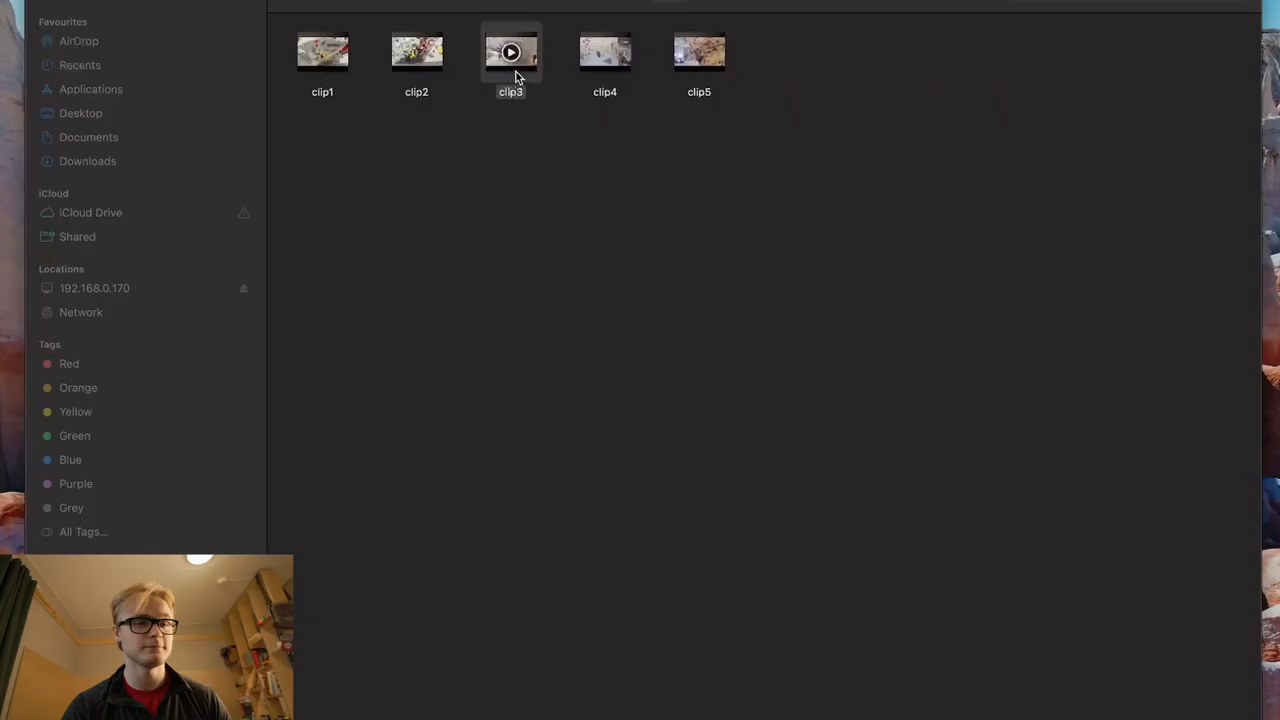 Favourites
AirDrop
Recents
Applications
Desktop
Documents
Downloads
iCloud
iCloud Drive
Shared
Locations
192.168.0.170
Network
Tags
Red
Orange
Yellow
Green
Blue
Purple
Grey
All Tags...
clip1 clip2 clip3 clip4 clip5